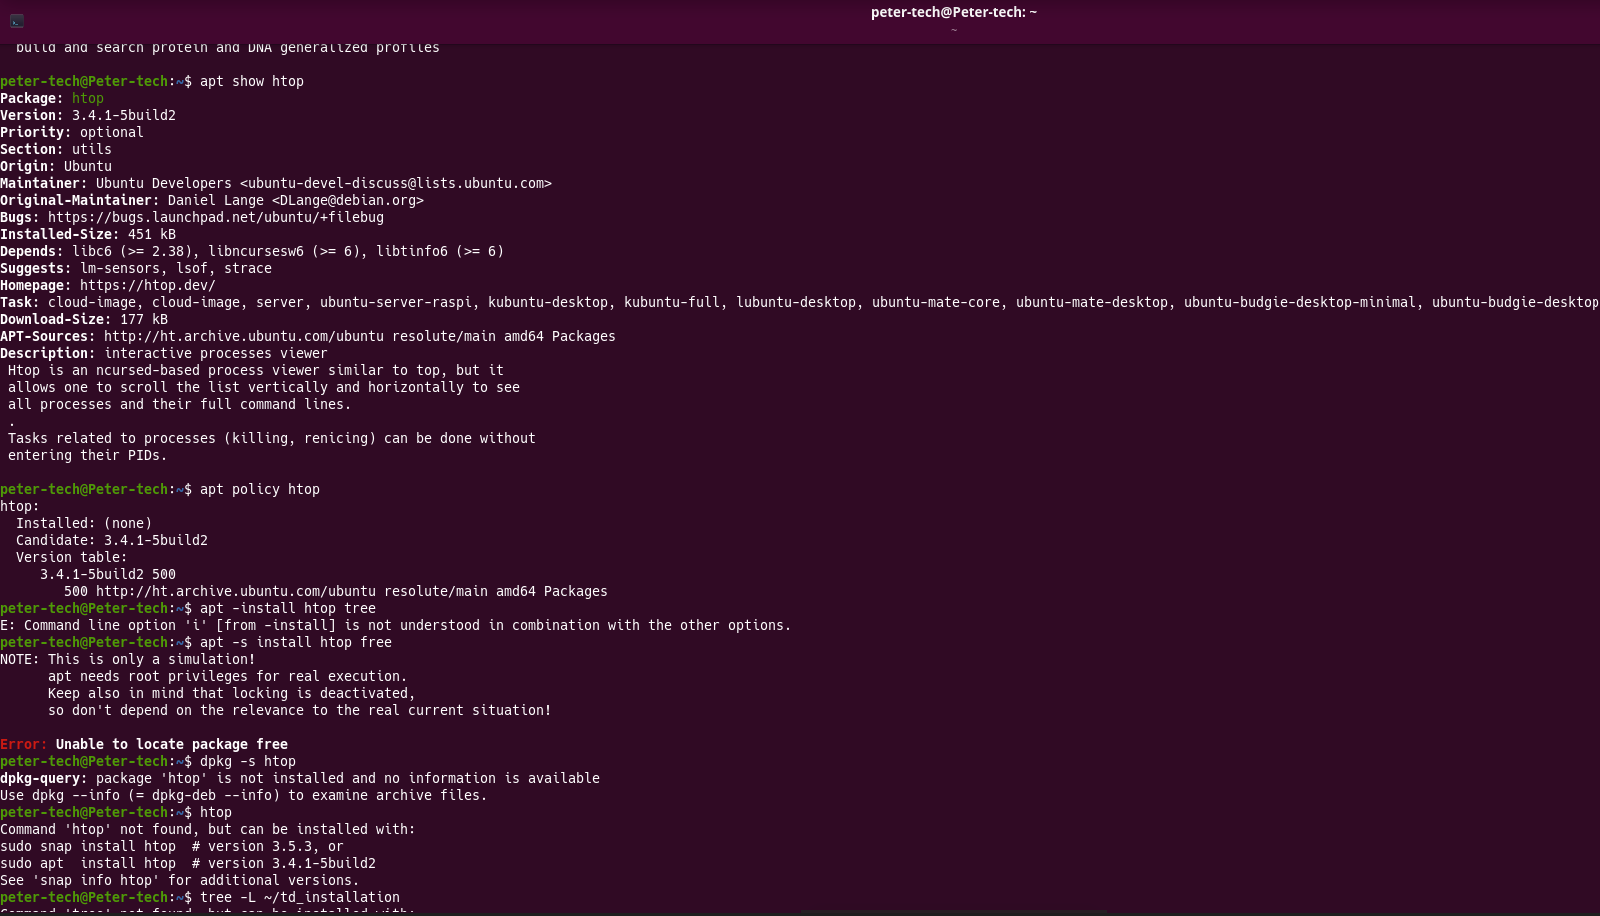 peter-tech@Peter-tech: ~
~
build and search protein and DNA generalized profiles
peter-tech@Peter-tech:~$ apt show htop
Package: htop
Version: 3.4.1-5build2
Priority: optional
Section: utils
Origin: Ubuntu
Maintainer: Ubuntu Developers <ubuntu-devel-discuss@lists.ubuntu.com>
Original-Maintainer: Daniel Lange <DLange@debian.org>
Bugs: https://bugs.launchpad.net/ubuntu/+filebug
Installed-Size: 451 kB
Depends: libc6 (>= 2.38), libncursesw6 (>= 6), libtinfo6 (>= 6)
Suggests: lm-sensors, lsof, strace
Homepage: https://htop.dev/
Task: cloud-image, cloud-image, server, ubuntu-server-raspi, kubuntu-desktop, kubuntu-full, lubuntu-desktop, ubuntu-mate-core, ubuntu-mate-desktop, ubuntu-budgie-desktop-minimal, ubuntu-budgie-desktop
Download-Size: 177 kB
APT-Sources: http://ht.archive.ubuntu.com/ubuntu resolute/main amd64 Packages
Description: interactive processes viewer
Htop is an ncursed-based process viewer similar to top, but it
allows one to scroll the list vertically and horizontally to see
all processes and their full command lines.
.
Tasks related to processes (killing, renicing) can be done without
entering their PIDs.
peter-tech@Peter-tech:~$ apt policy htop
htop:
Installed: (none)
Candidate: 3.4.1-5build2
Version table:
3.4.1-5build2 500
500 http://ht.archive.ubuntu.com/ubuntu resolute/main amd64 Packages
peter-tech@Peter-tech:~$ apt -install htop tree
E: Command line option 'i' [from -install] is not understood in combination with the other options.
peter-tech@Peter-tech:~$ apt -s install htop free
NOTE: This is only a simulation!
apt needs root privileges for real execution.
Keep also in mind that locking is deactivated,
so don't depend on the relevance to the real current situation!
Error: Unable to locate package free
peter-tech@Peter-tech:~$ dpkg -s htop
dpkg-query: package 'htop' is not installed and no information is available
Use dpkg --info (= dpkg-deb --info) to examine archive files.
peter-tech@Peter-tech:~$ htop
Command 'htop' not found, but can be installed with:
sudo snap install htop  # version 3.5.3, or
sudo apt  install htop  # version 3.4.1-5build2
See 'snap info htop' for additional versions.
peter-tech@Peter-tech:~$ tree -L ~/td_installation
Command 'tree' not found, but can be installed with: